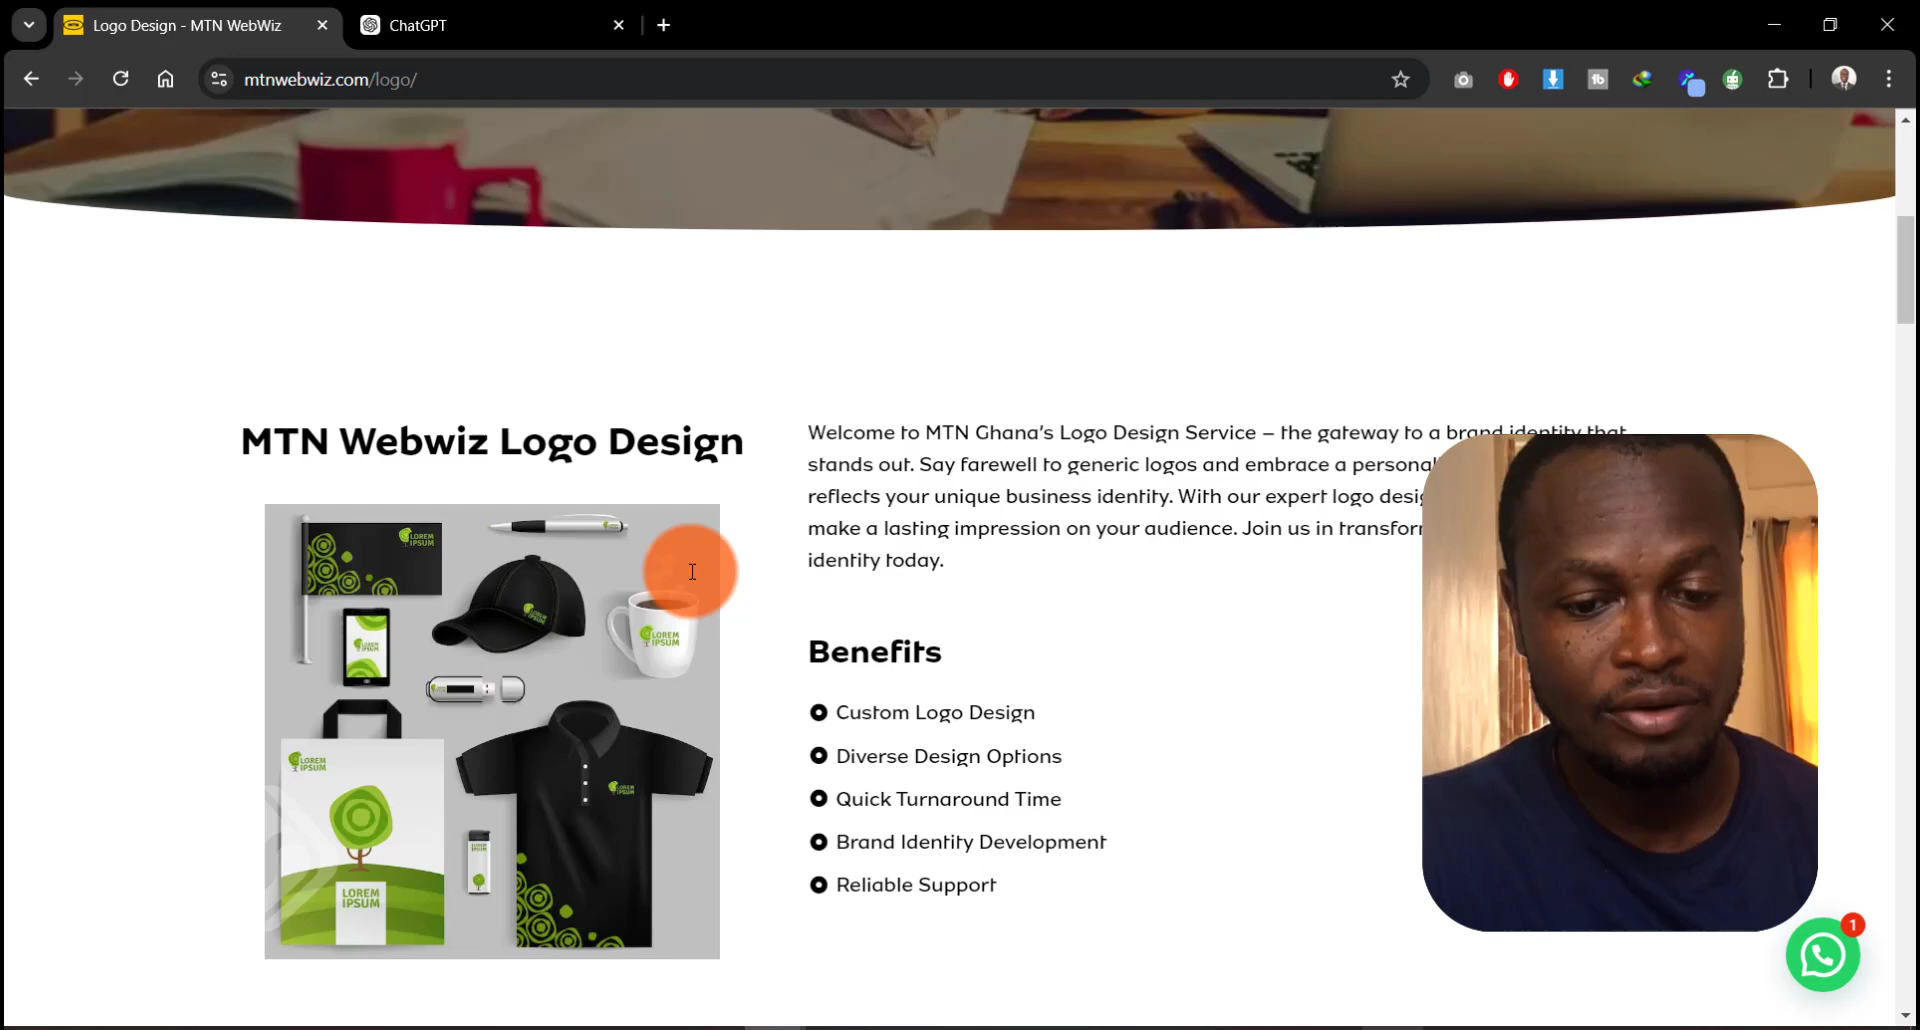 Logo Design - MTN WebWiz
ChatGPT
mtnwebwiz.com/logo/
MTN Webwiz Logo Design
Welcome to MTN Ghana's Logo Design Service – the gateway to a brand identity that
stands out. Say farewell to generic logos and embrace a
reflects your unique business identity. With our expert logo
make a lasting impression on your audience. Join us in
identity today.
LOREM
IPSUM
LOREM
IPSUM
LOREM
IPSUM
LOREM
IPSUM
LOREM
IPSUM
Benefits
Custom Logo Design
Diverse Design Options
Quick Turnaround Time
Brand Identity Development
Reliable Support
1